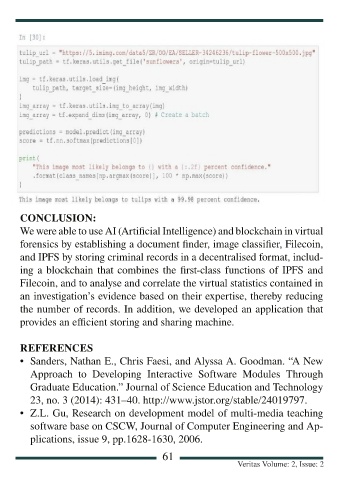 In [30]:
tulip_url = "https://5.imimg.com/data5/SR/DG/EA/SELLER-34246236/tulip-flower-500x500.jpg"
tulip_path = tf.keras.utils.get_file('sunflowers', origin=tulip_url)
img = tf.keras.utils.load_img(
tulip_path, target_size=(img_height, img_width)
)
img_array = tf.keras.utils.img_to_array(img)
img_array = tf.expand_dims(img_array, 0) # Create a batch
predictions = model.predict(img_array)
score = tf.nn.softmax(predictions[0])
print(
"This image most likely belongs to {} with a {:.2f} percent confidence."
.format(class_names[np.argmax(score)], 100 * np.max(score))
)
This image most likely belongs to tulips with a 99.98 percent confidence.
CONCLUSION:
We were able to use AI (Artificial Intelligence) and blockchain in virtual
forensics by establishing a document finder, image classifier, Filecoin,
and IPFS by storing criminal records in a decentralised format, includ-
ing a blockchain that combines the first-class functions of IPFS and
Filecoin, and to analyse and correlate the virtual statistics contained in
an investigation's evidence based on their expertise, thereby reducing
the number of records. In addition, we developed an application that
provides an efficient storing and sharing machine.
REFERENCES
• Sanders, Nathan E., Chris Faesi, and Alyssa A. Goodman. “A New
Approach to Developing Interactive Software Modules Through
Graduate Education.” Journal of Science Education and Technology
23, no. 3 (2014): 431–40. http://www.jstor.org/stable/24019797.
• Z.L. Gu, Research on development model of multi-media teaching
software base on CSCW, Journal of Computer Engineering and Ap-
plications, issue 9, pp.1628-1630, 2006.
61
Veritas Volume: 2, Issue: 2